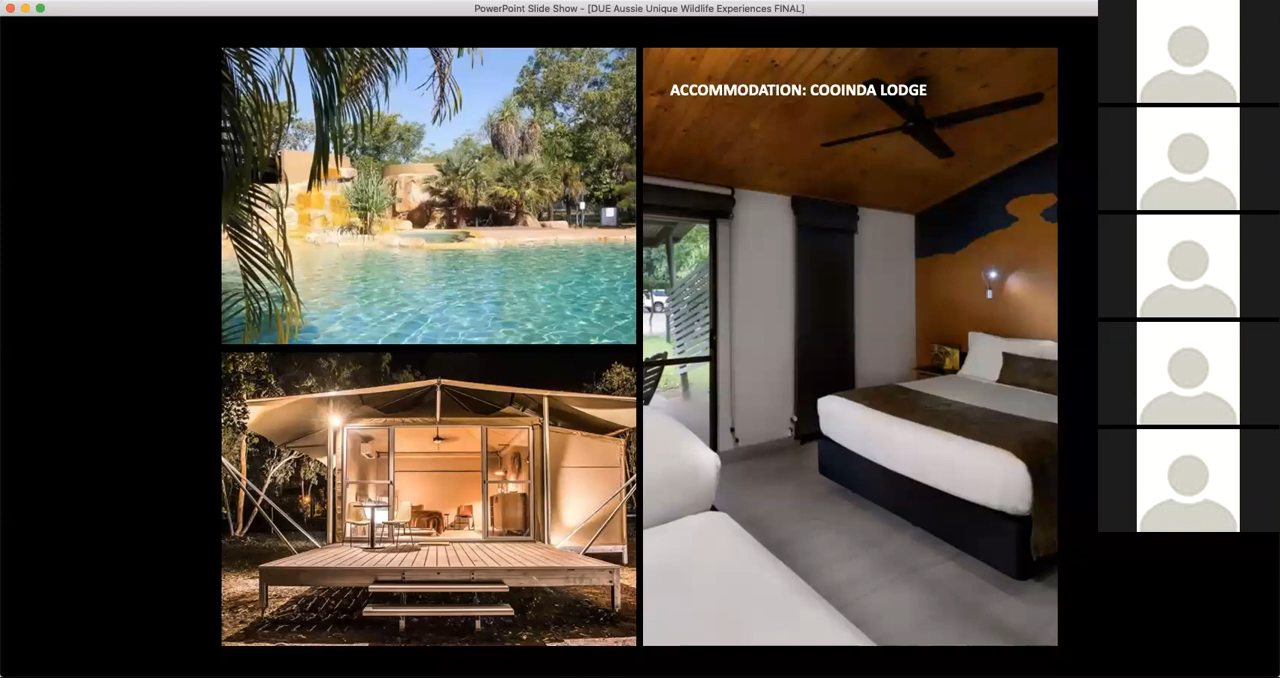 PowerPoint Slide Show - [DUE Aussie Unique Wildlife Experiences FINAL]
ACCOMMODATION: COOINDA LODGE